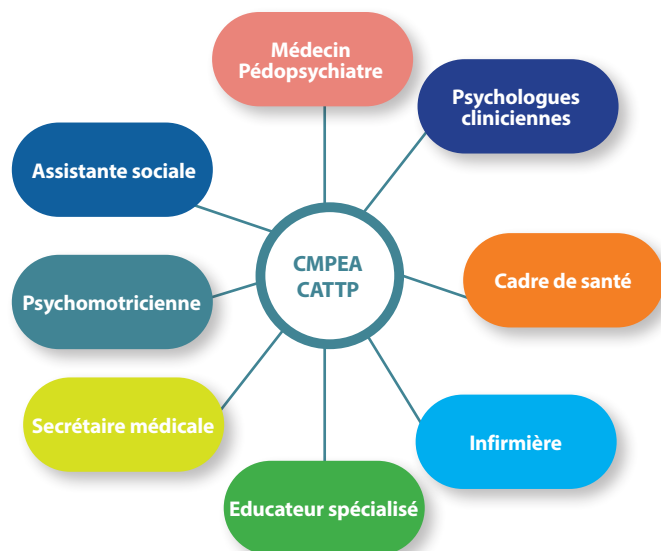 Médecin
Pédopsychiatre
Psychologues
cliniciennes
Assistante sociale
CMPEA
CATTP
Cadre de santé
Psychomotricienne
Secrétaire médicale
Infirmière
Educateur spécialisé